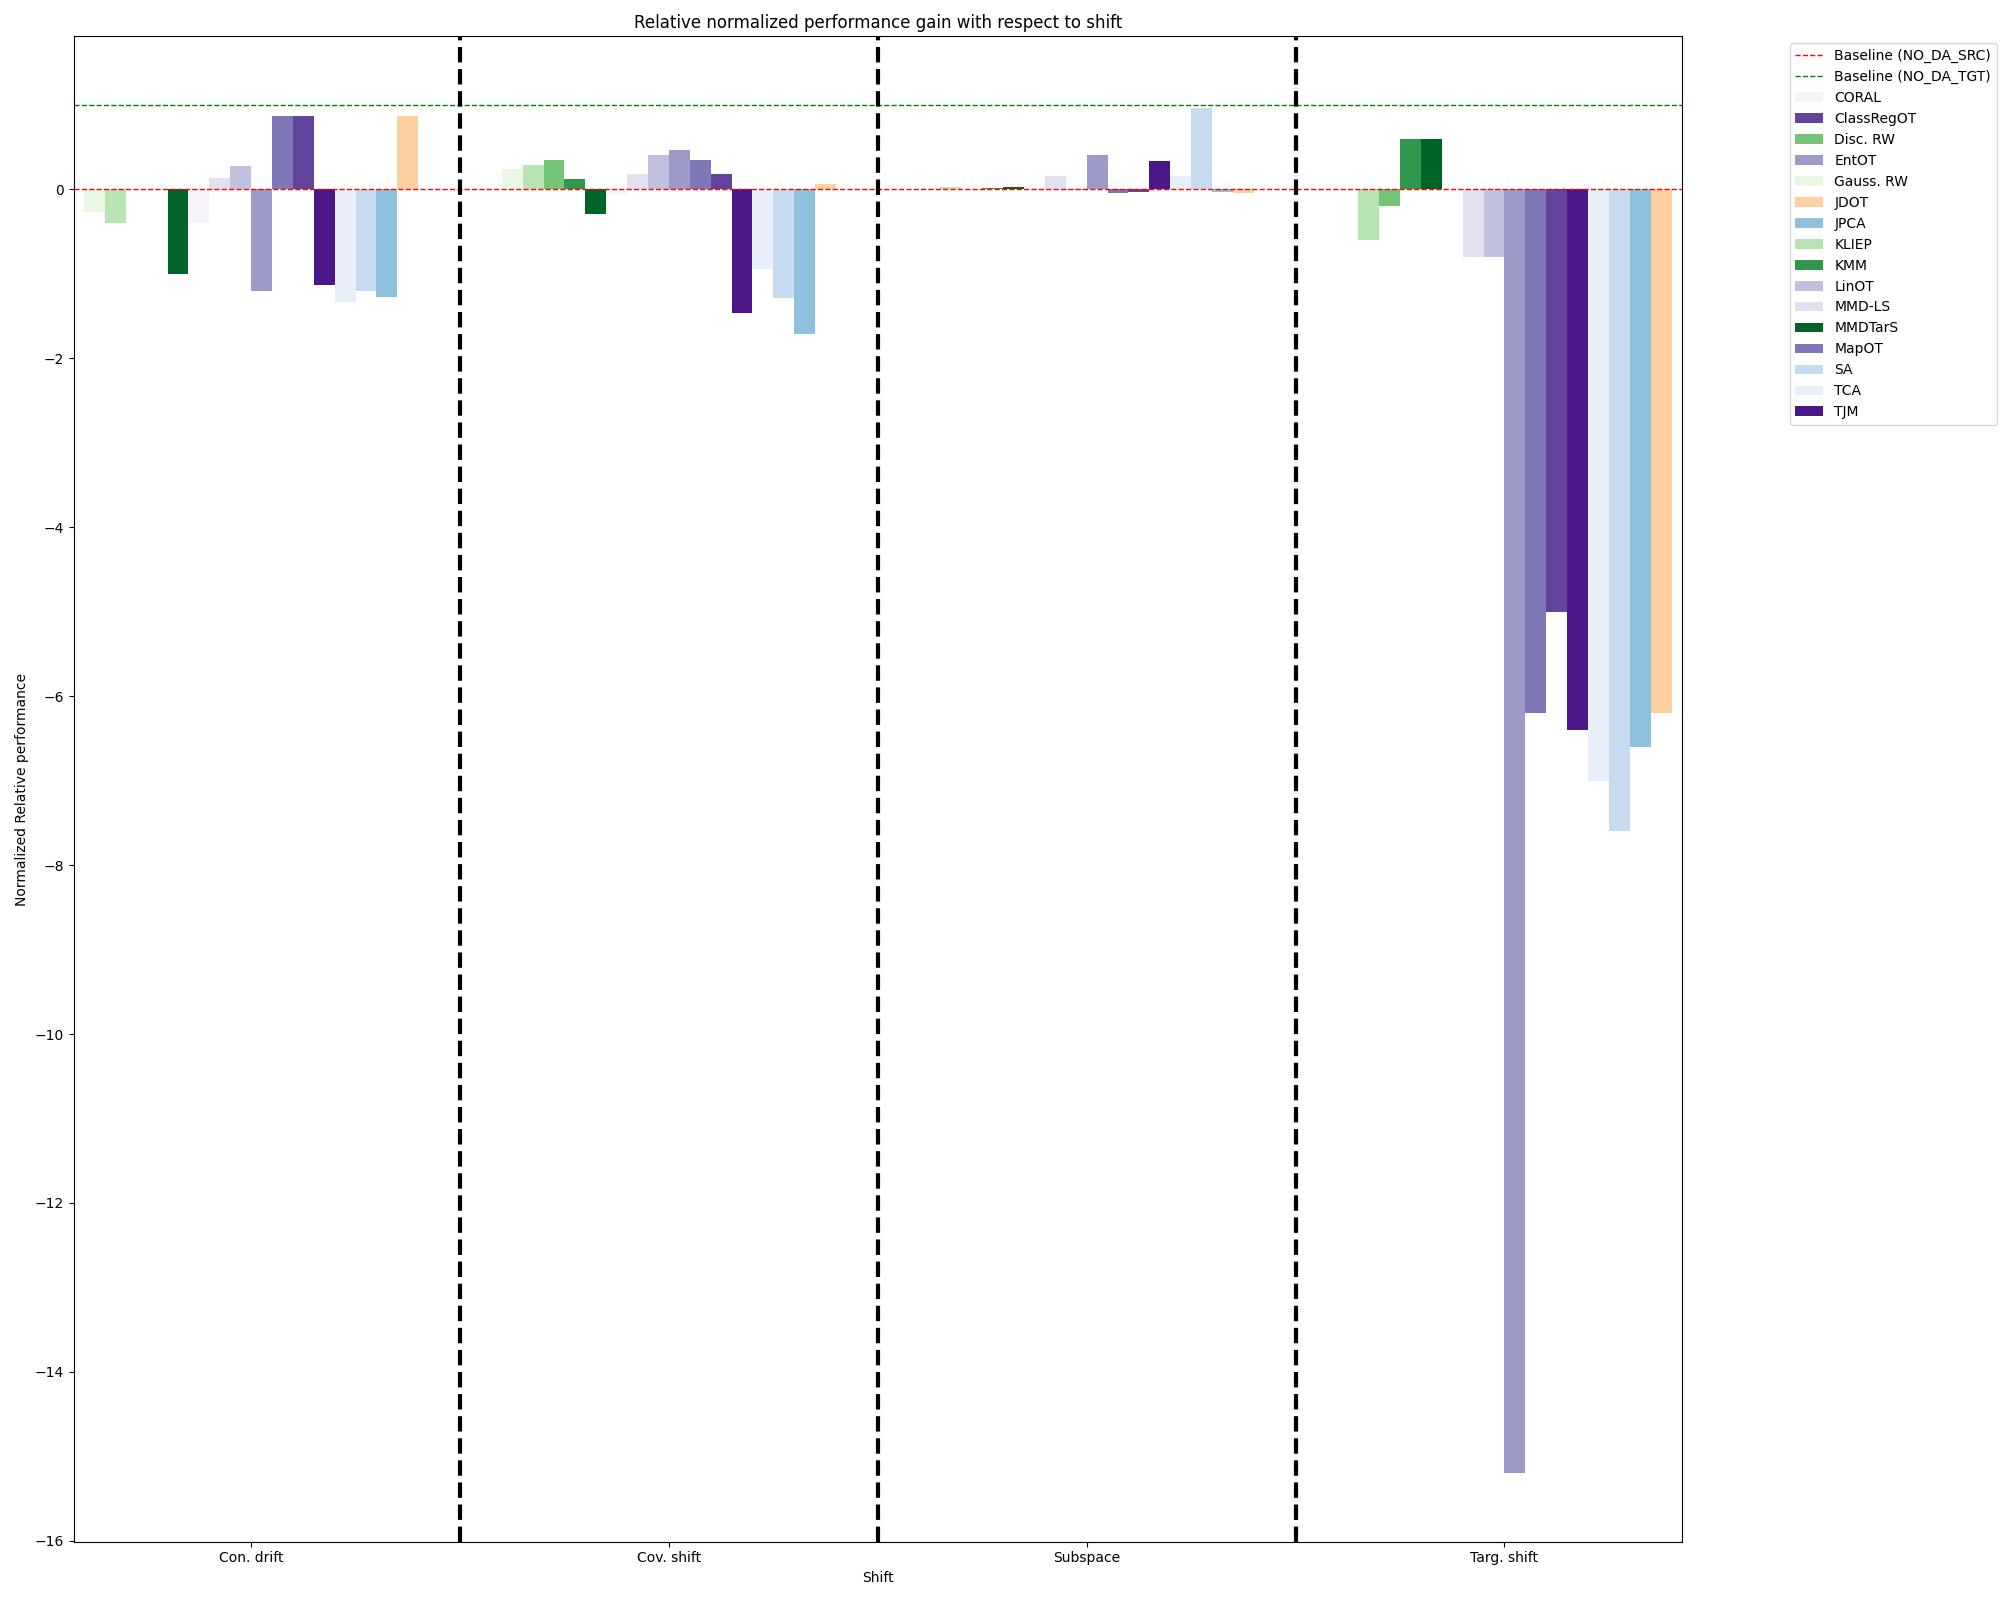 Relative normalized performance gain with respect to shift
Normalized Relative performance
0
−2
−4
−6
−8
−10
−12
−14
−16
Con. drift
Cov. shift
Subspace
Targ. shift
Shift
Baseline (NO_DA_SRC)
Baseline (NO_DA_TGT)
CORAL
ClassRegOT
Disc. RW
EntOT
Gauss. RW
JDOT
JPCA
KLIEP
KMM
LinOT
MMD-LS
MMDTarS
MapOT
SA
TCA
TJM